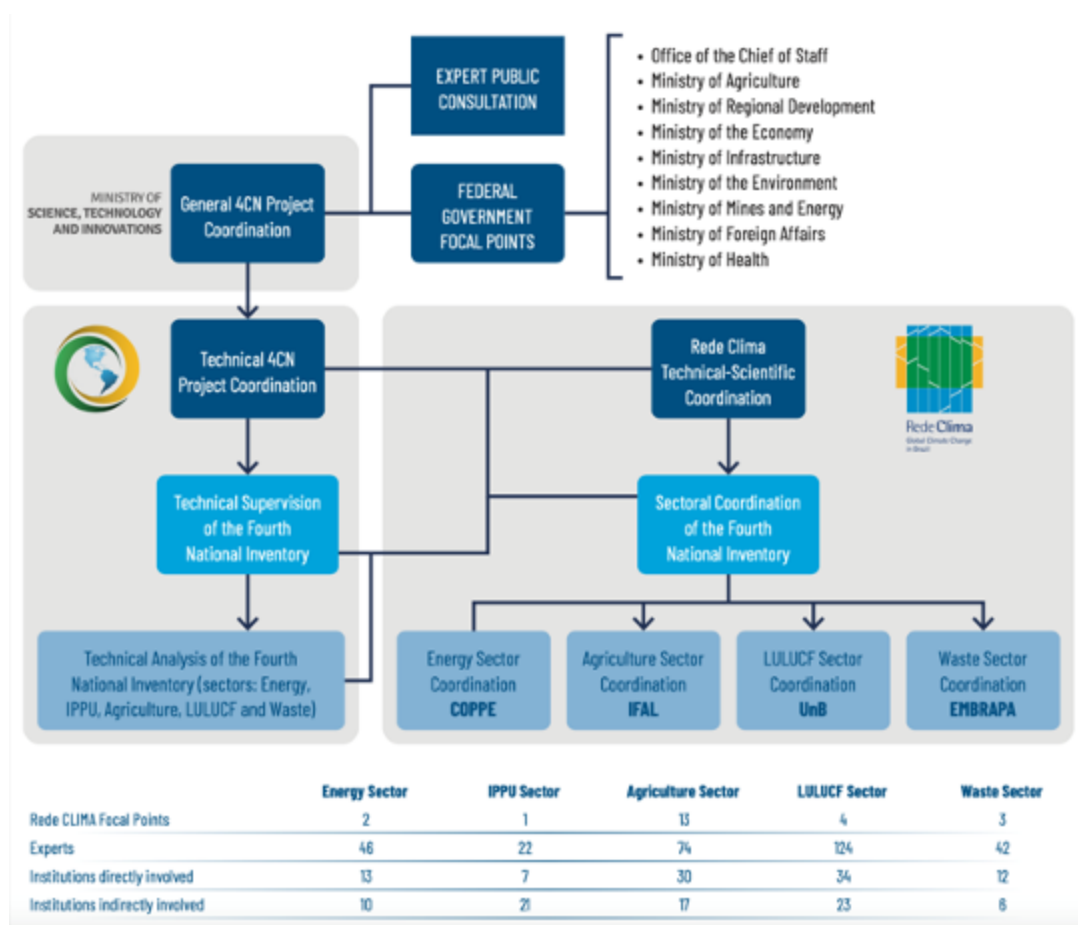 EXPERT PUBLIC
CONSULTATION
• Office of the Chief of Staff
• Ministry of Agriculture
• Ministry of Regional Development
• Ministry of the Economy
• Ministry of Infrastructure
• Ministry of the Environment
• Ministry of Mines and Energy
• Ministry of Foreign Affairs
• Ministry of Health
MINISTRY OF
SCIENCE, TECHNOLOGY
AND INNOVATIONS
General 4CN Project
Coordination
FEDERAL
GOVERNMENT
FOCAL POINTS
Technical 4CN
Project Coordination
Rede Clima
Technical-Scientific
Coordination
Rede Clima
Global Climate Change
in Brazil
Technical Supervision
of the Fourth
National Inventory
Sectoral Coordination
of the Fourth
National Inventory
Technical Analysis of the Fourth
National Inventory (sectors: Energy,
IPPU, Agriculture, LULUCF and Waste)
Energy Sector
Coordination
COPPE
Agriculture Sector
Coordination
IFAL
LULUCF Sector
Coordination
UnB
Waste Sector
Coordination
EMBRAPA
Energy Sector IPPU Sector Agriculture Sector LULUCF Sector Waste Sector
Rede CLIMA Focal Points 2 1 13 4 3
Experts 46 22 74 124 42
Institutions directly involved 13 7 30 34 12
Institutions indirectly involved 10 21 17 23 6